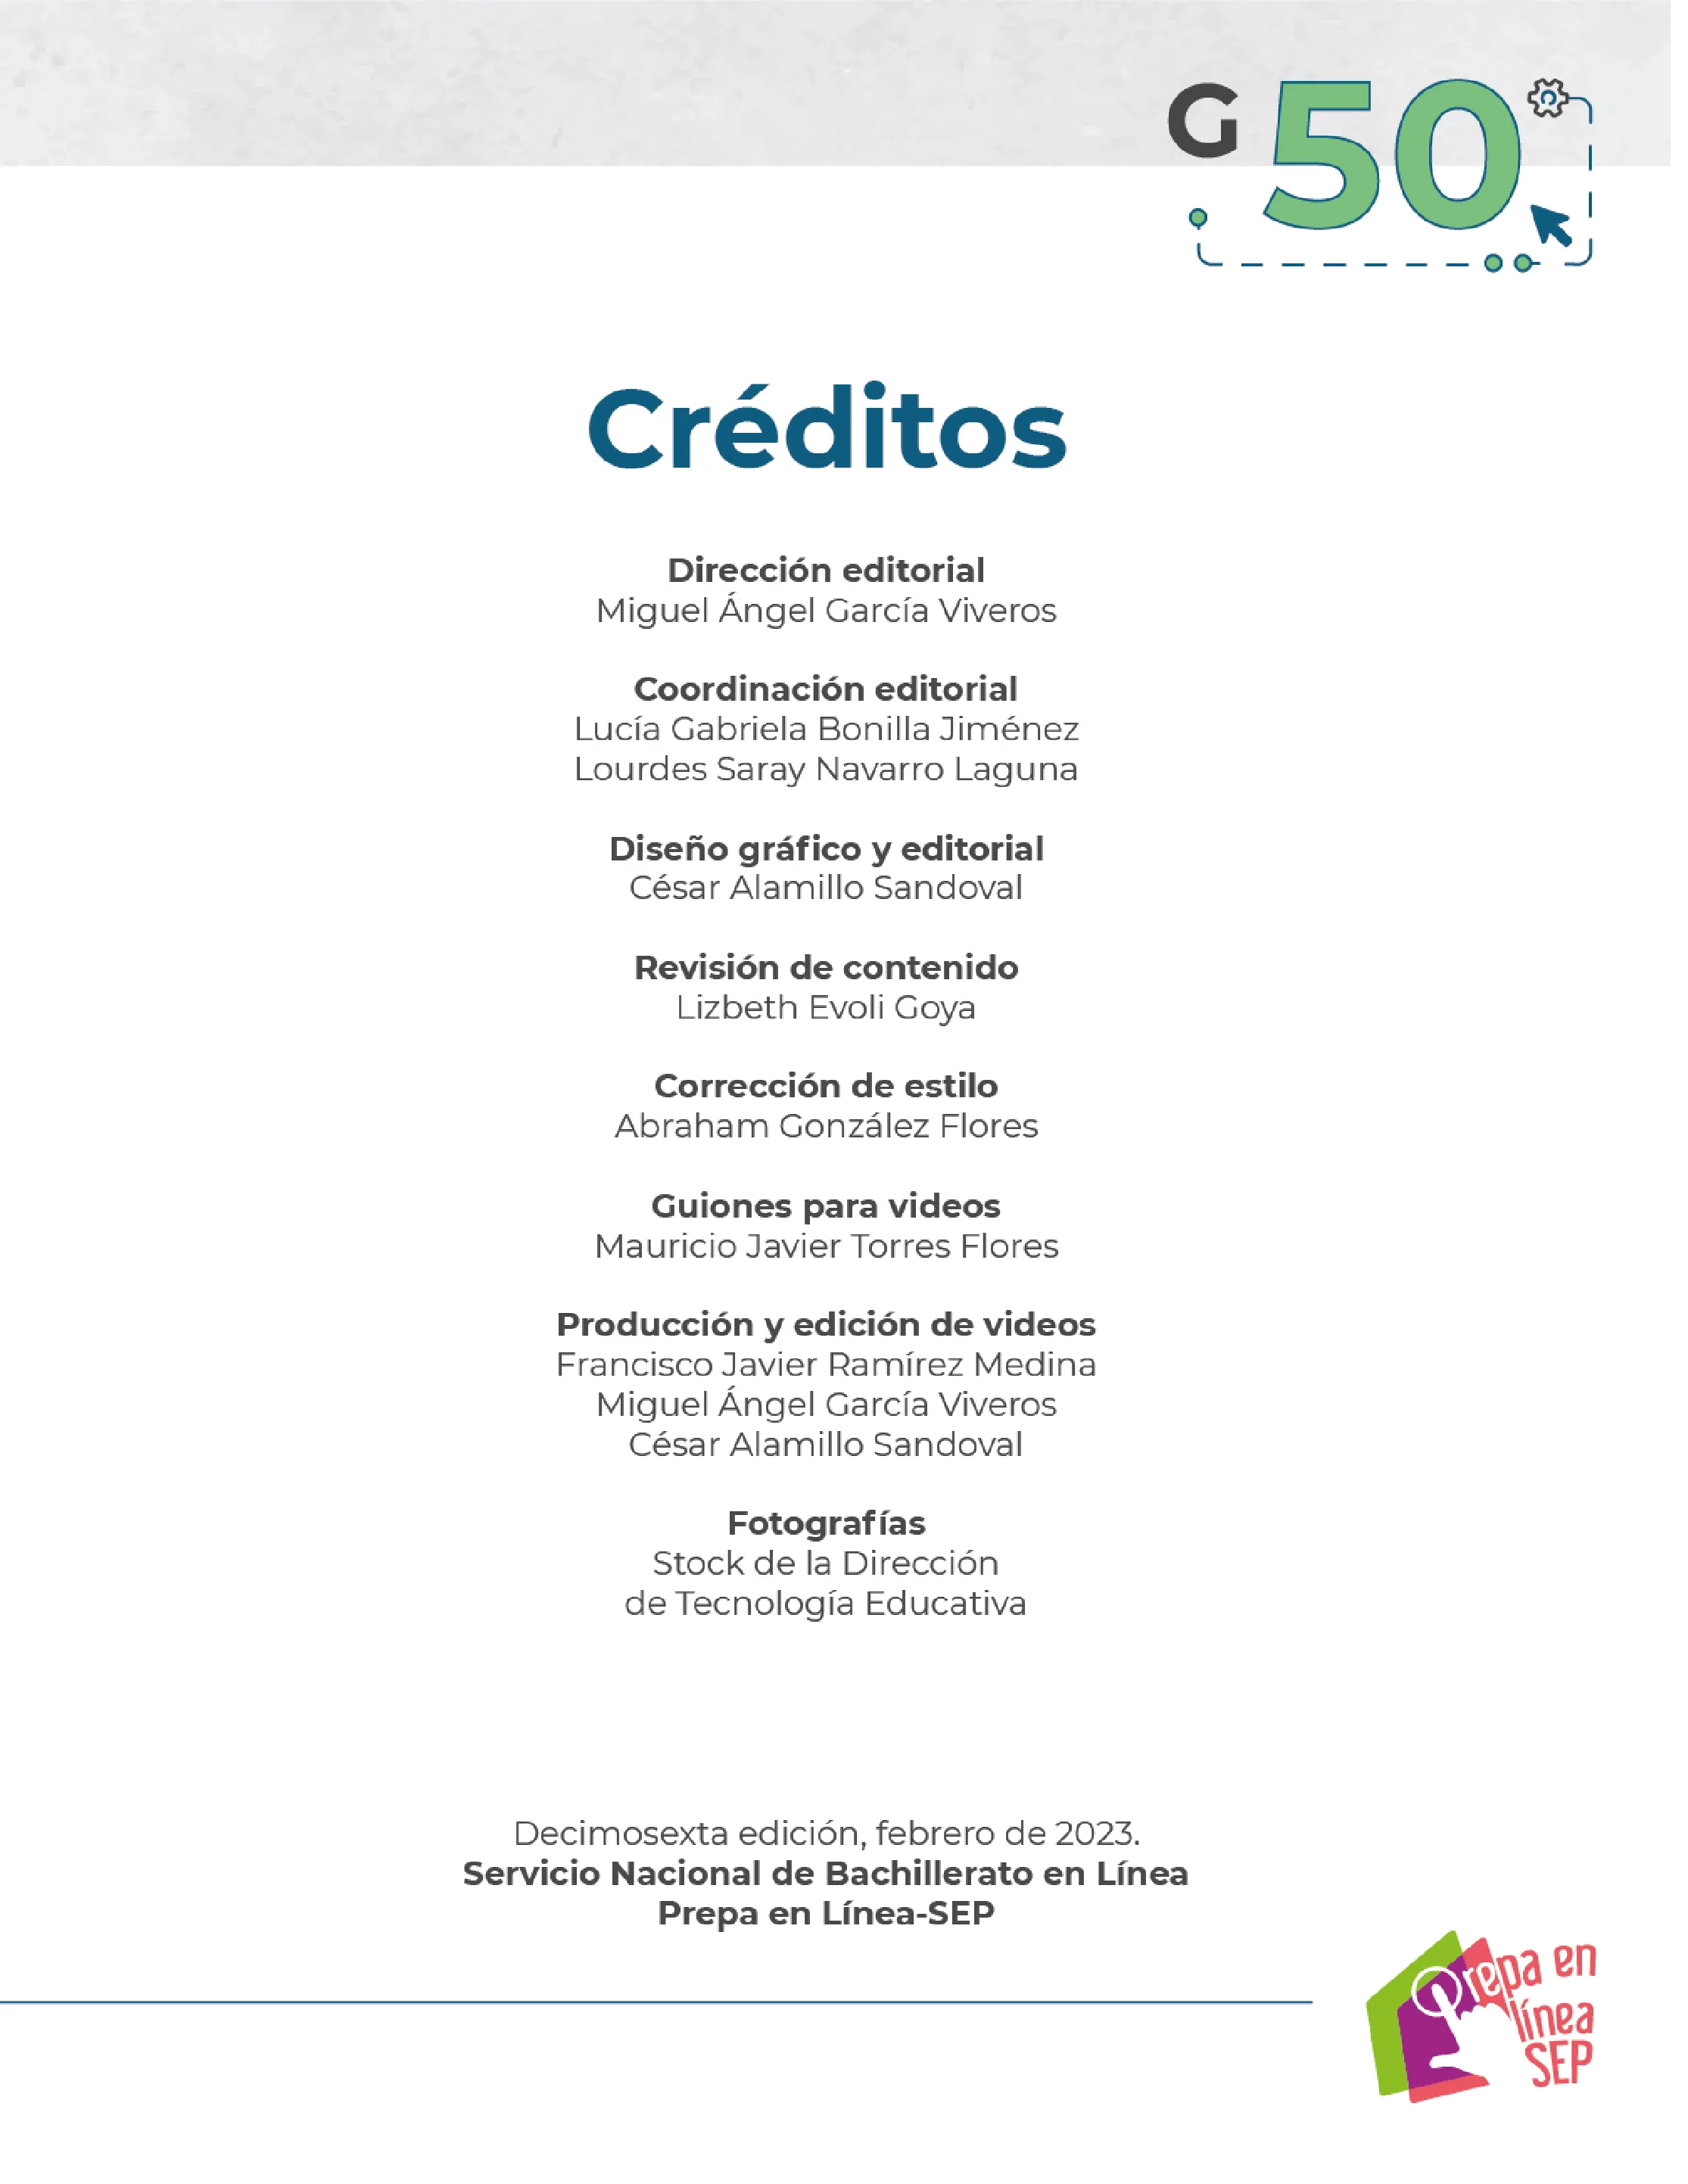 G 50
Créditos
Dirección editorial
Miguel Ángel García Viveros
Coordinación editorial
Lucía Gabriela Bonilla Jiménez
Lourdes Saray Navarro Laguna
Diseño gráfico y editorial
César Alamillo Sandoval
Revisión de contenido
Lizbeth Evoli Goya
Corrección de estilo
Abraham González Flores
Guiones para videos
Mauricio Javier Torres Flores
Producción y edición de videos
Francisco Javier Ramírez Medina
Miguel Ángel García Viveros
César Alamillo Sandoval
Fotografías
Stock de la Dirección
de Tecnología Educativa
Decimosexta edición, febrero de 2023.
Servicio Nacional de Bachillerato en Línea
Prepa en Línea-SEP
Prepa en
línea
SEP